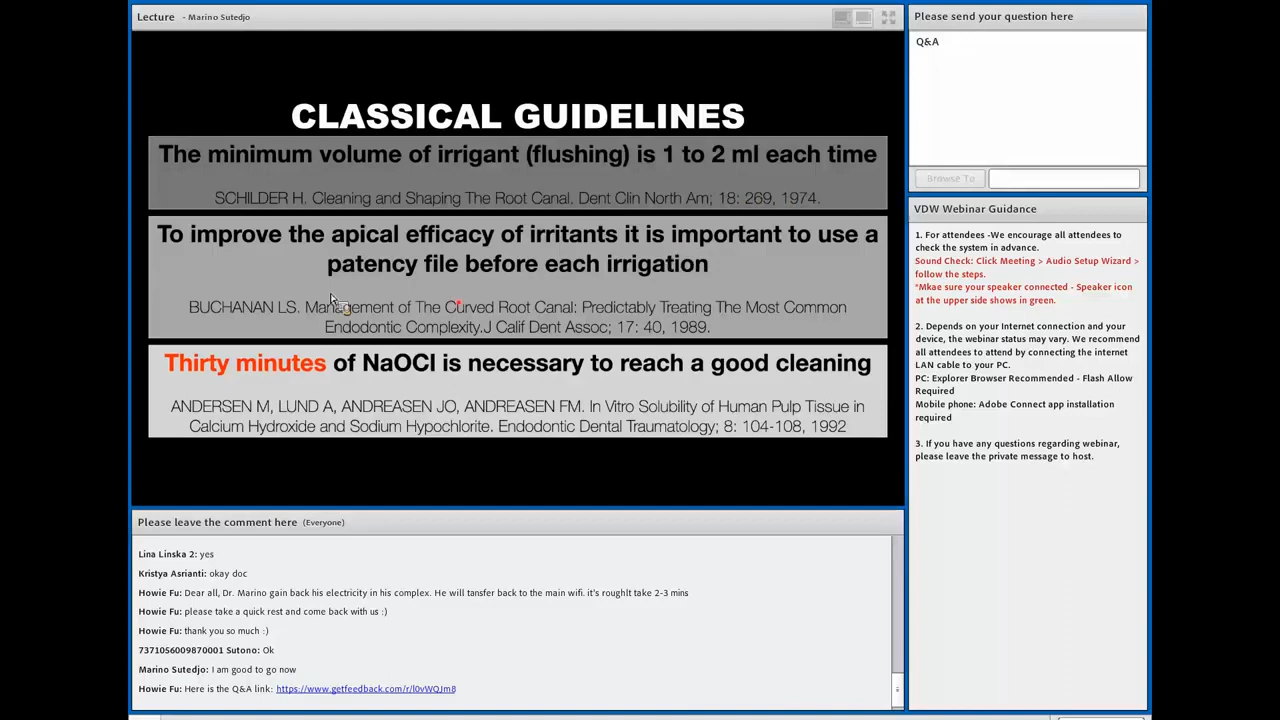 Lecture - Marino Sutedjo
CLASSICAL GUIDELINES
The minimum volume of irrigant (flushing) is 1 to 2 ml each time
SCHILDER H. Cleaning and Shaping The Root Canal. Dent Clin North Am; 18: 269, 1974.
To improve the apical efficacy of irritants it is important to use a
patency file before each irrigation
BUCHANAN LS. Management of The Curved Root Canal: Predictably Treating The Most Common
Endodontic Complexity.J Calif Dent Assoc; 17: 40, 1989.
Thirty minutes of NaOCl is necessary to reach a good cleaning
ANDERSEN M, LUND A, ANDREASEN JO, ANDREASEN FM. In Vitro Solubility of Human Pulp Tissue in
Calcium Hydroxide and Sodium Hypochlorite. Endodontic Dental Traumatology; 8: 104-108, 1992
Please leave the comment here (Everyone)
Lina Linska 2: yes
Kristya Asrianti: okay doc
Howie Fu: Dear all, Dr. Marino gain back his electricity in his complex. He will tansfer back to the main wifi. it's roughlt take 2-3 mins
Howie Fu: please take a quick rest and come back with us :)
Howie Fu: thank you so much :)
7371056009870001 Sutono: Ok
Marino Sutedjo: I am good to go now
Howie Fu: Here is the Q&A link: https://www.getfeedback.com/r/l0vWQJm8
Please send your question here
Q&A
Browse To
VDW Webinar Guidance
1. For attendees -We encourage all attendees to
check the system in advance.
Sound Check: Click Meeting > Audio Setup Wizard >
follow the steps.
*Mkae sure your speaker connected - Speaker icon
at the upper side shows in green.
2. Depends on your Internet connection and your
device, the webinar status may vary. We recommend
all attendees to attend by connecting the internet
LAN cable to your PC.
PC: Explorer Browser Recommended - Flash Allow
Required
Mobile phone: Adobe Connect app installation
required
3. If you have any questions regarding webinar,
please leave the private message to host.